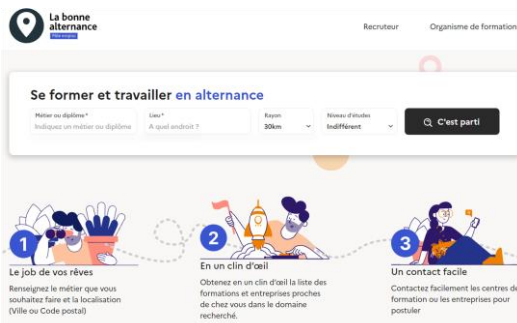 La bonne
alternance
Recruteur
Organisme de formation
Se former et travailler en alternance
Métier ou diplôme *
Indiquez un métier ou diplôme
Lieu *
A quel endroit ?
Rayon
30km
Niveau d'études
Indifférent
C'est parti
1
Le job de vos rêves
Renseignez le métier que vous
souhaitez faire et la localisation
(Ville ou Code postal)
2
En un clin d'œil
Obtenez en un clin d'œil la liste des
formations et entreprises proches
de chez vous dans le domaine
recherché.
3
Un contact facile
Contactez facilement les centres de
formation ou les entreprises pour
postuler